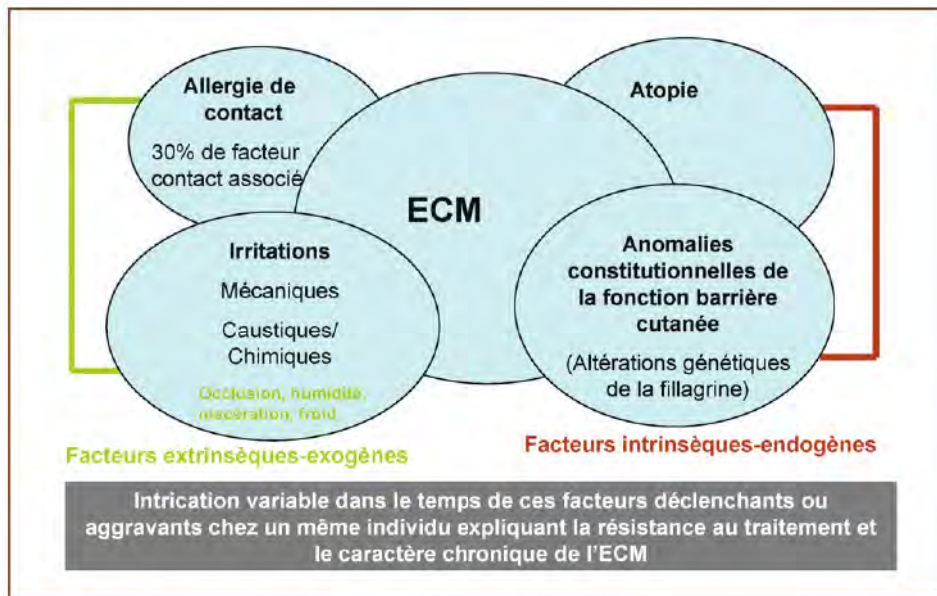 Allergie de
contact
30% de facteur
contact associé
Atopie
ECM
Irritations
Mécaniques
Caustiques/
Chimiques
Occlusion, humidité,
macération, froid
Anomalies
constitutionnelles de
la fonction barrière
cutanée
(Altérations génétiques
de la fillagrine)
Facteurs extrinsèques-exogènes
Facteurs intrinsèques-endogènes
Intrication variable dans le temps de ces facteurs déclenchants ou
aggravants chez un même individu expliquant la résistance au traitement et
le caractère chronique de l'ECM